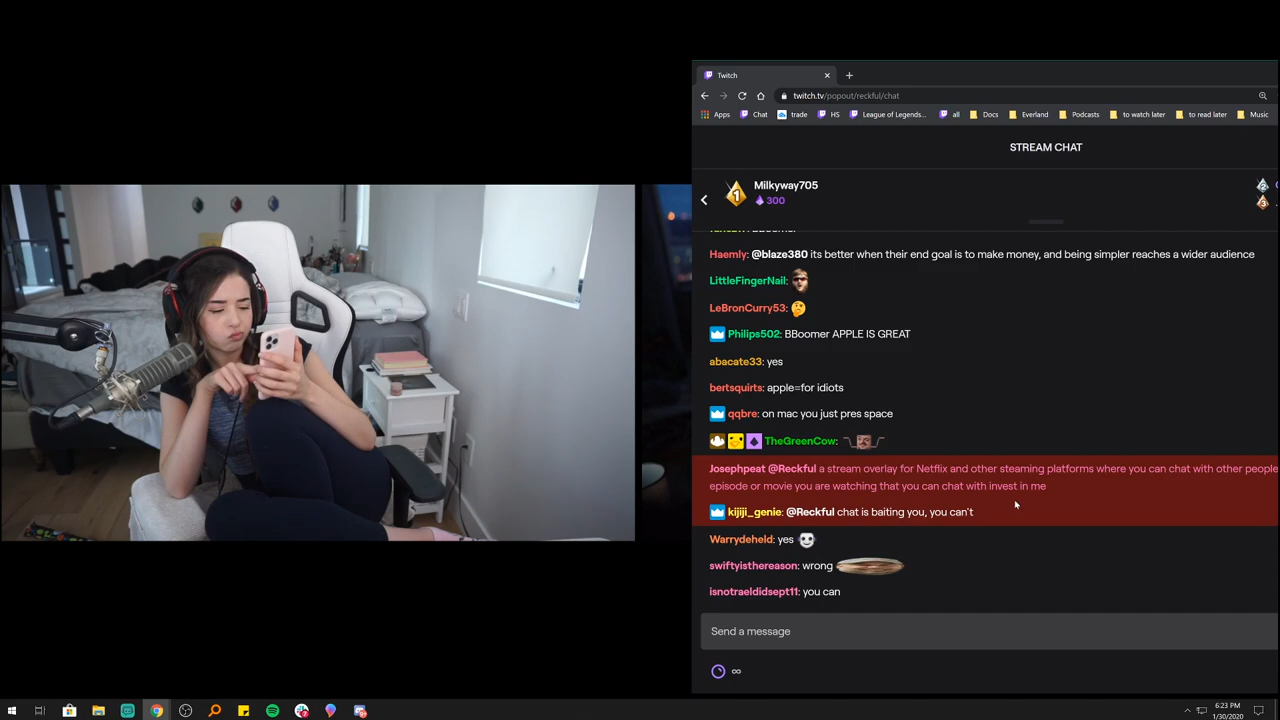 Twitch
twitch.tv/popout/reckful/chat
Apps Chat trade HS League of Legends... all Docs Everland Podcasts to watch later to read later Music
STREAM CHAT
1 Milkyway705
300
2
3
Haemly: @blaze380 its better when their end goal is to make money, and being simpler reaches a wider audience
LittleFingerNail:
LeBronCurry53:
Philips502: BBoomer APPLE IS GREAT
abacate33: yes
bertsquirts: apple=for idiots
qqbre: on mac you just pres space
TheGreenCow:
Josephpeat @Reckful a stream overlay for Netflix and other steaming platforms where you can chat with other people
episode or movie you are watching that you can chat with invest in me
kijiji_genie: @Reckful chat is baiting you, you can't
Warrydeheld: yes
swiftyisthereason: wrong
isnotraeldidsept11: you can
Send a message
∞
6:23 PM
1/30/2020